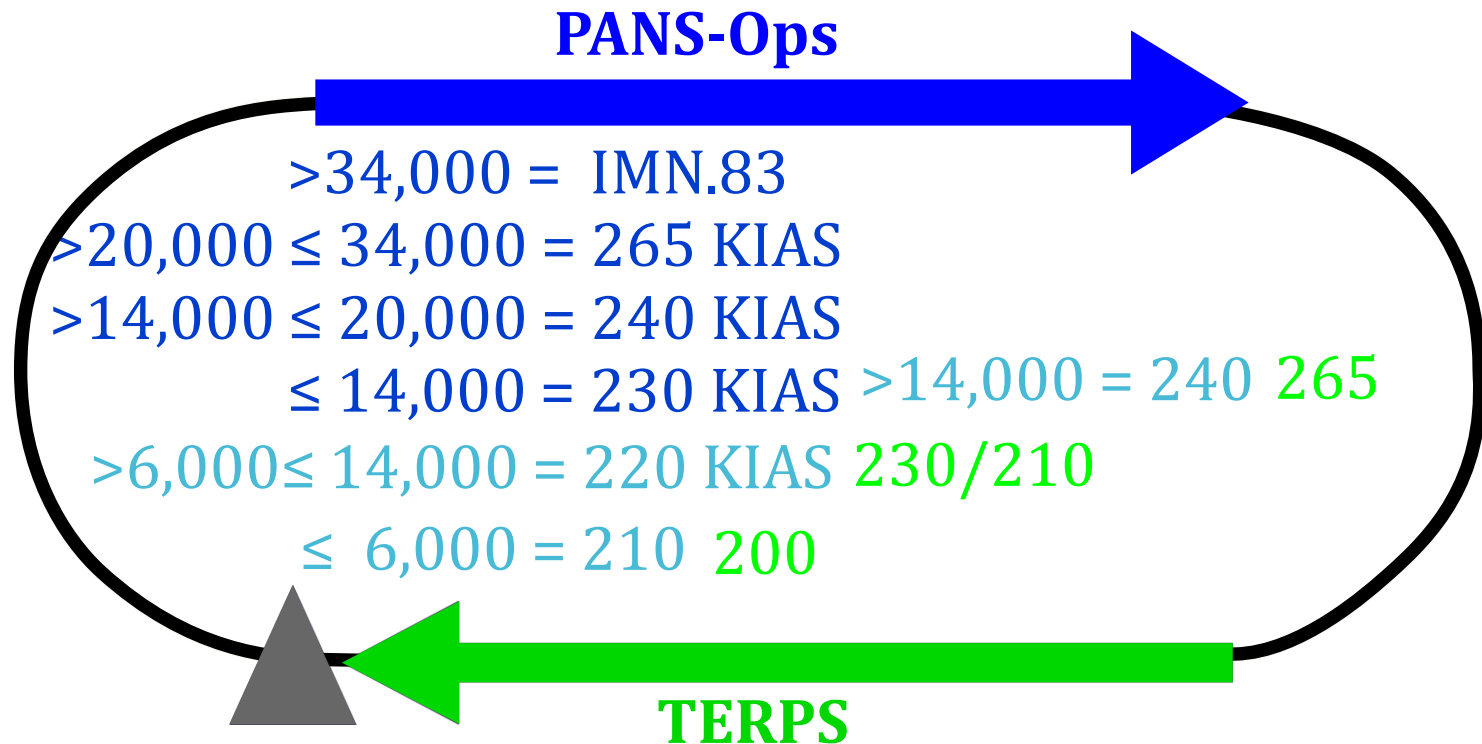 PANS-Ops
>34,000 = IMN.83
>20,000 ≤ 34,000 = 265 KIAS
>14,000 ≤ 20,000 = 240 KIAS
≤ 14,000 = 230 KIAS
>14,000 = 240 265
>6,000≤ 14,000 = 220 KIAS 230/210
≤ 6,000 = 210 200
TERPS